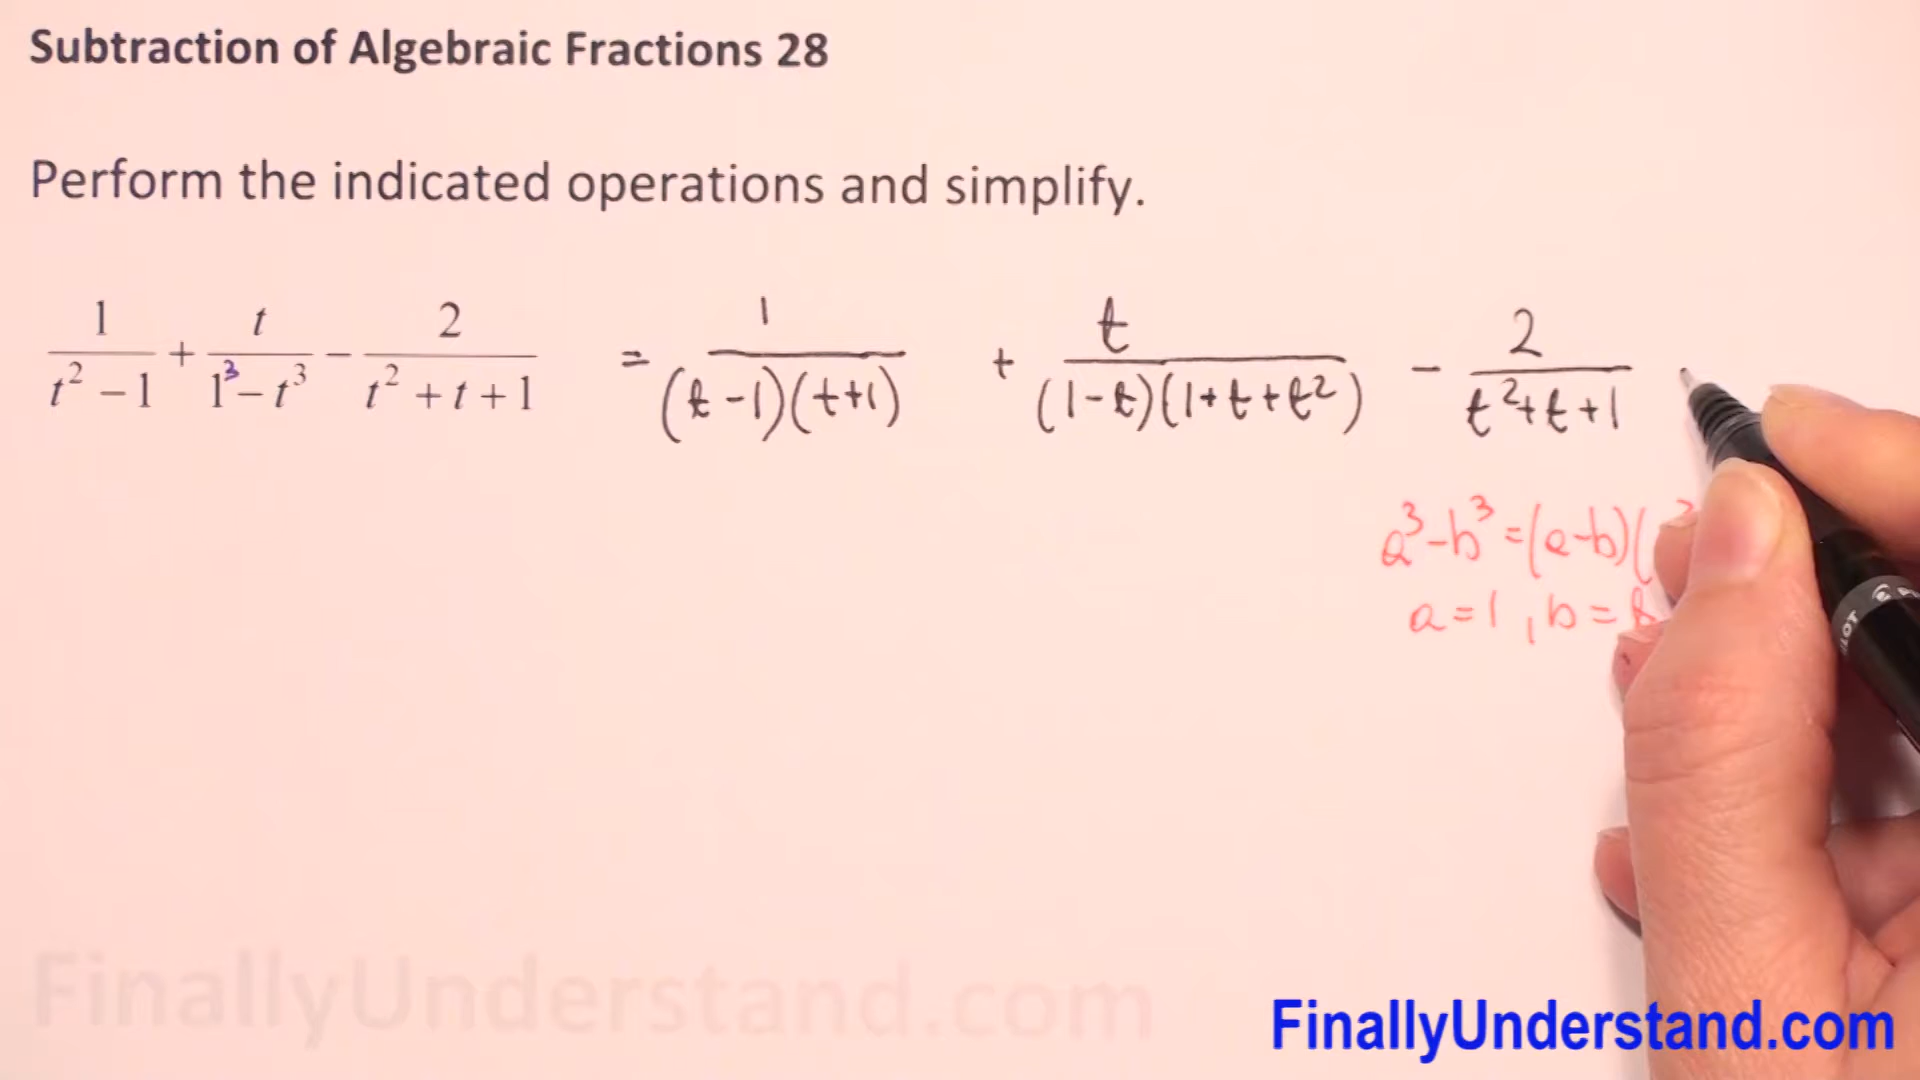 Subtraction of Algebraic Fractions 28
Perform the indicated operations and simplify.
1/(t² − 1) + t/(1³ − t³) − 2/(t² + t + 1) = 1/((t−1)(t+1)) + t/((1−t)(1+t+t²)) − 2/(t²+t+1)
a³−b³=(a−b)(
a=1, b=t
FinallyUnderstand.com
FinallyUnderstand.com